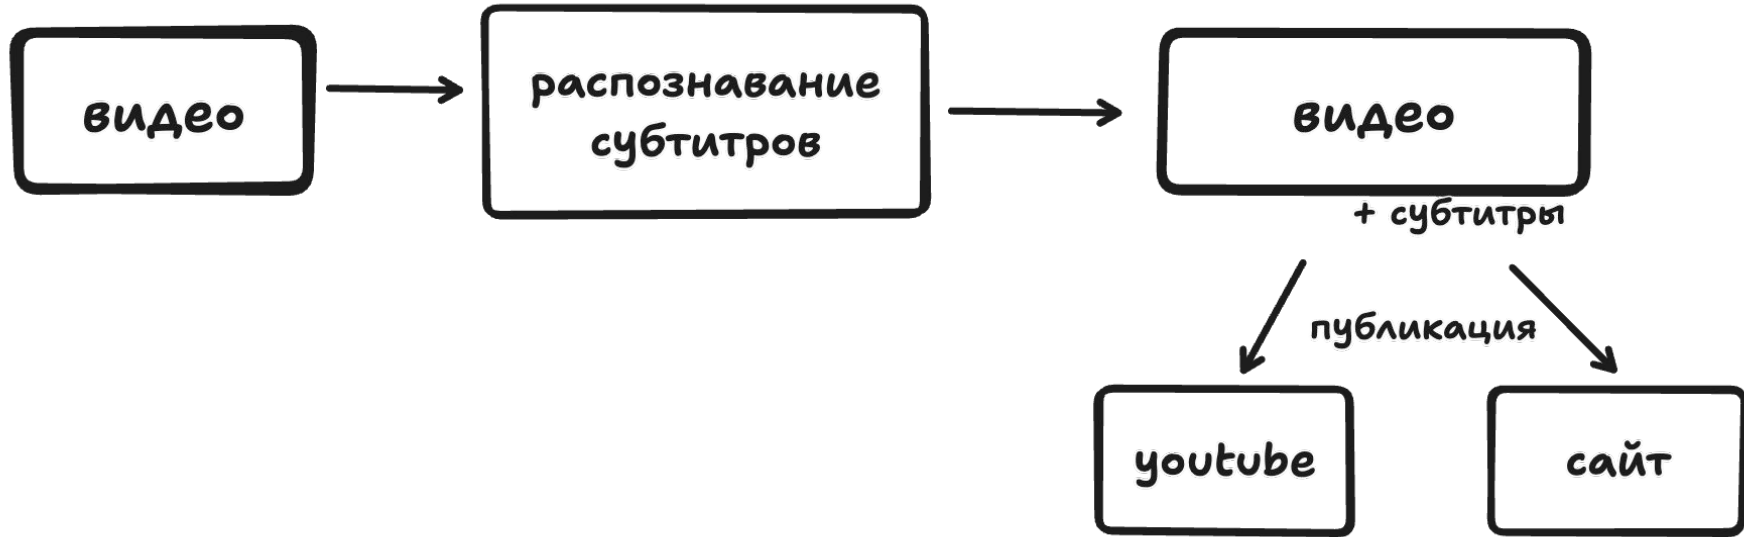 видео
распознавание
субтитров
видео
+ субтитры
публикация
youtube
сайт